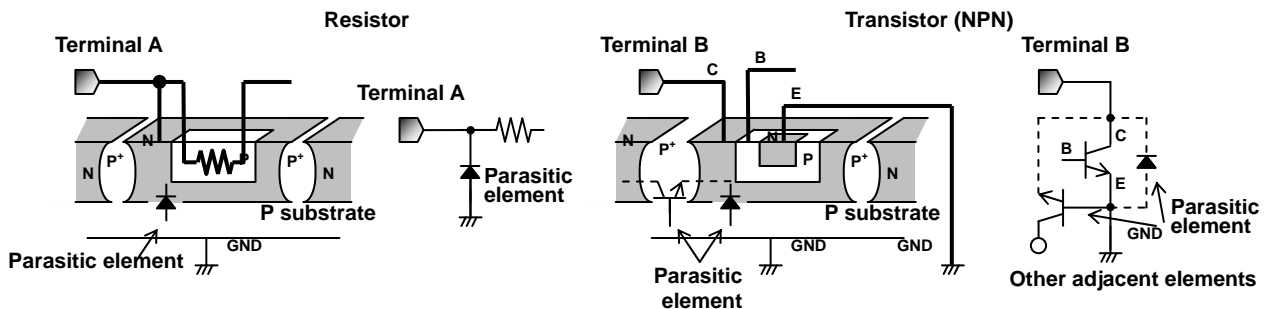 Resistor
Terminal A
Terminal A
N
P
P+
P+
N
N
Parasitic element
P substrate
GND
Parasitic element
Transistor (NPN)
Terminal B
C
B
E
N
P
P+
P+
N
N
P substrate
GND
GND
Parasitic element
Terminal B
C
B
E
Parasitic element
GND
Other adjacent elements